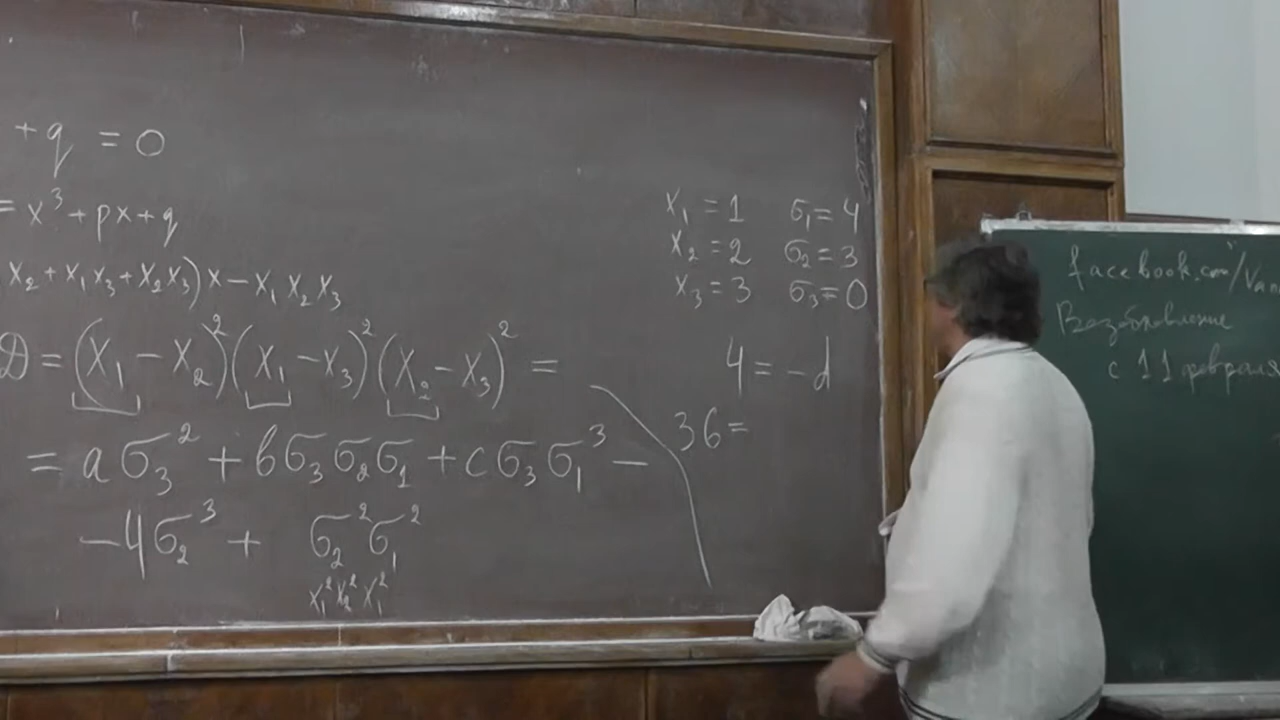 + q = 0
= x³ + px + q
x₂ + x₁x₃ + x₂x₃)x − x₁x₂x₃
D = (x₁ − x₂)²(x₁ − x₃)²(x₂ − x₃)² =
= aσ₃² + bσ₃σ₂σ₁ + cσ₃σ₁³ −
− 4σ₂³ + σ₂²σ₁²
x₁²x₂²x₁²
x₁ = 1 σ₁ = 4
x₂ = 2 σ₂ = 3
x₃ = 3 σ₃ = 0
4 = −d
36 =
facebook.com/Van
Возобновление
с 11 февраля